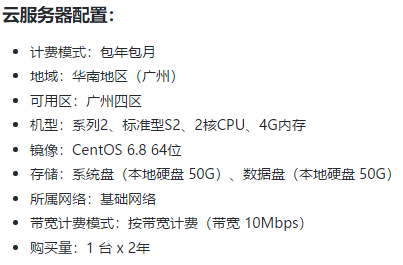 云服务器配置：
计费模式：包年包月
地域：华南地区（广州）
可用区：广州四区
机型：系列2、标准型S2、2核CPU、4G内存
镜像：CentOS 6.8 64位
存储：系统盘（本地硬盘 50G）、数据盘（本地硬盘 50G）
所属网络：基础网络
带宽计费模式：按带宽计费（带宽 10Mbps）
购买量：1 台 x 2年